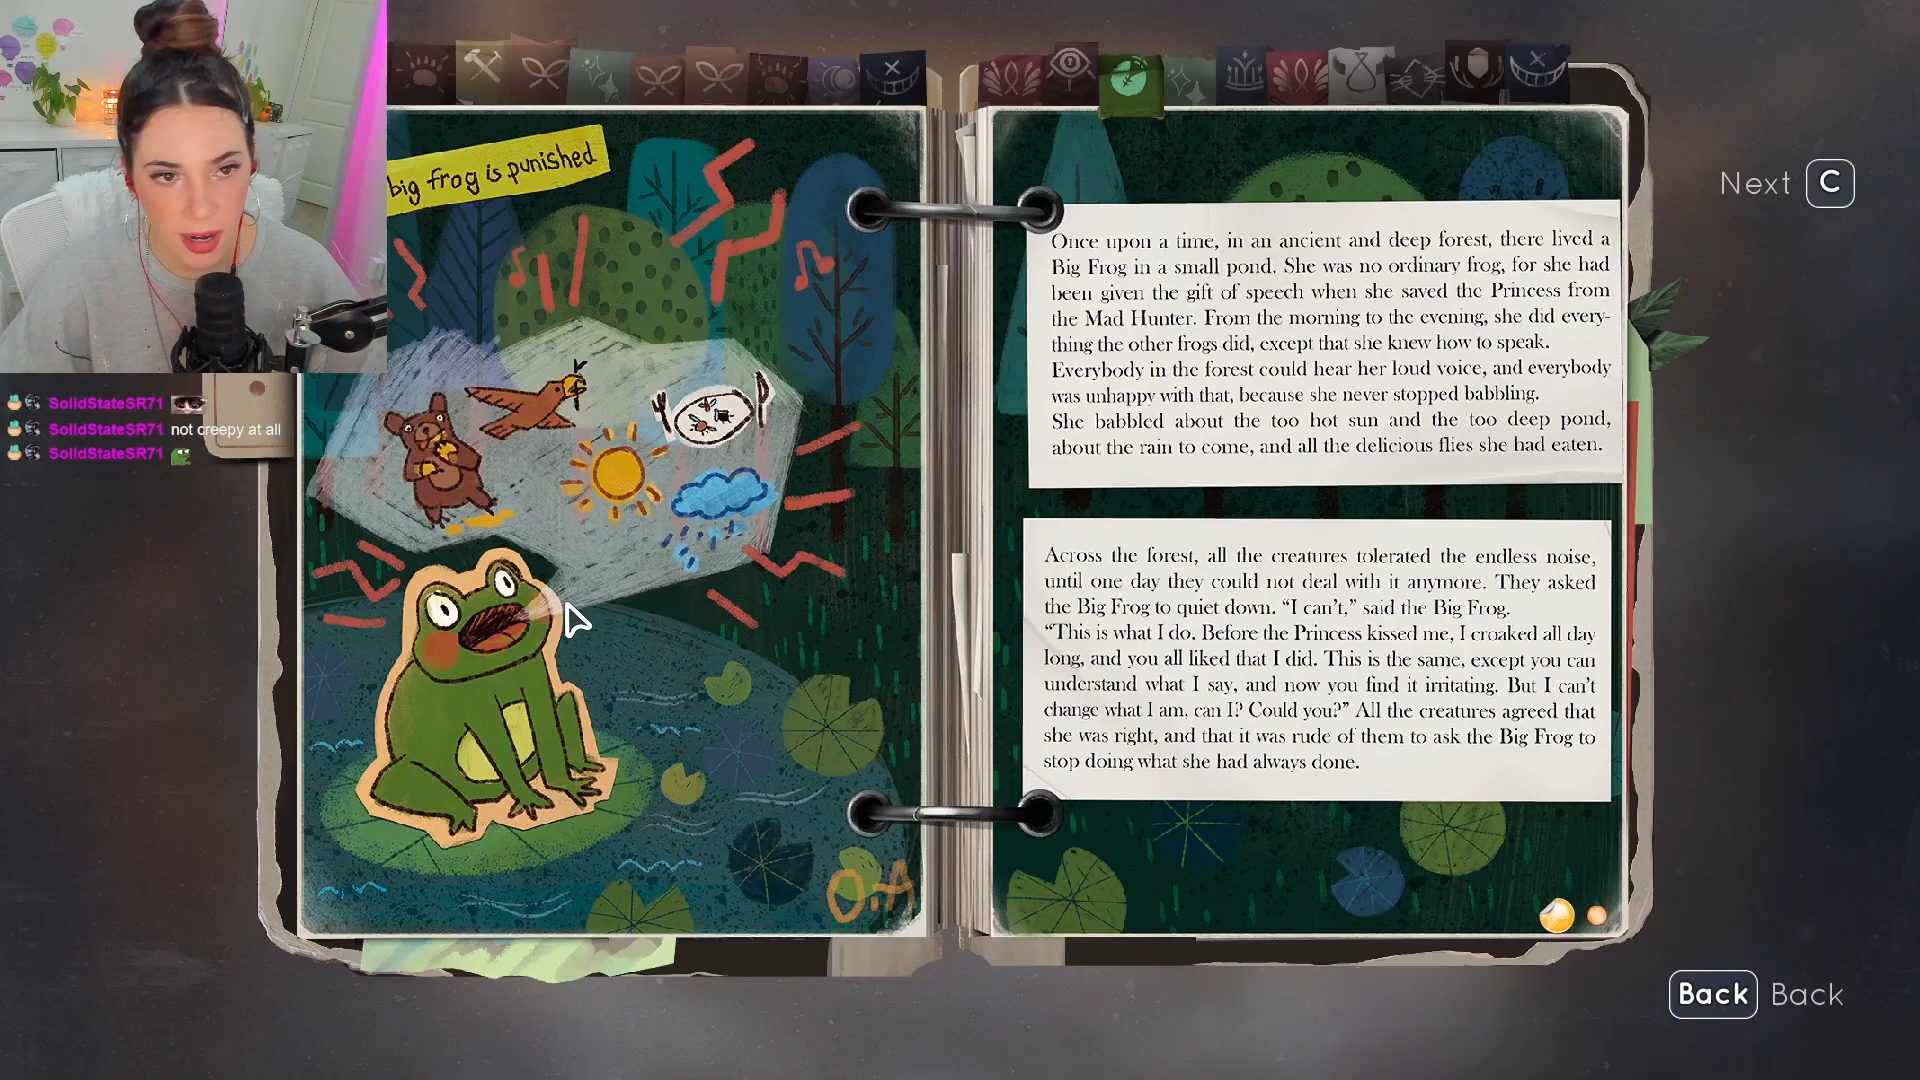 big frog is punished
Once upon a time, in an ancient and deep forest, there lived a
Big Frog in a small pond. She was no ordinary frog, for she had
been given the gift of speech when she saved the Princess from
the Mad Hunter. From the morning to the evening, she did every-
thing the other frogs did, except that she knew how to speak.
Everybody in the forest could hear her loud voice, and everybody
was unhappy with that, because she never stopped babbling.
She babbled about the too hot sun and the too deep pond,
about the rain to come, and all the delicious flies she had eaten.
Across the forest, all the creatures tolerated the endless noise,
until one day they could not deal with it anymore. They asked
the Big Frog to quiet down. “I can’t,” said the Big Frog.
“This is what I do. Before the Princess kissed me, I croaked all day
long, and you all liked that I did. This is the same, except you can
understand what I say, and now you find it irritating. But I can’t
change what I am, can I? Could you?” All the creatures agreed that
she was right, and that it was rude of them to ask the Big Frog to
stop doing what she had always done.
O.A
Next C
Back Back
SolidStateSR71
SolidStateSR71 not creepy at all
SolidStateSR71